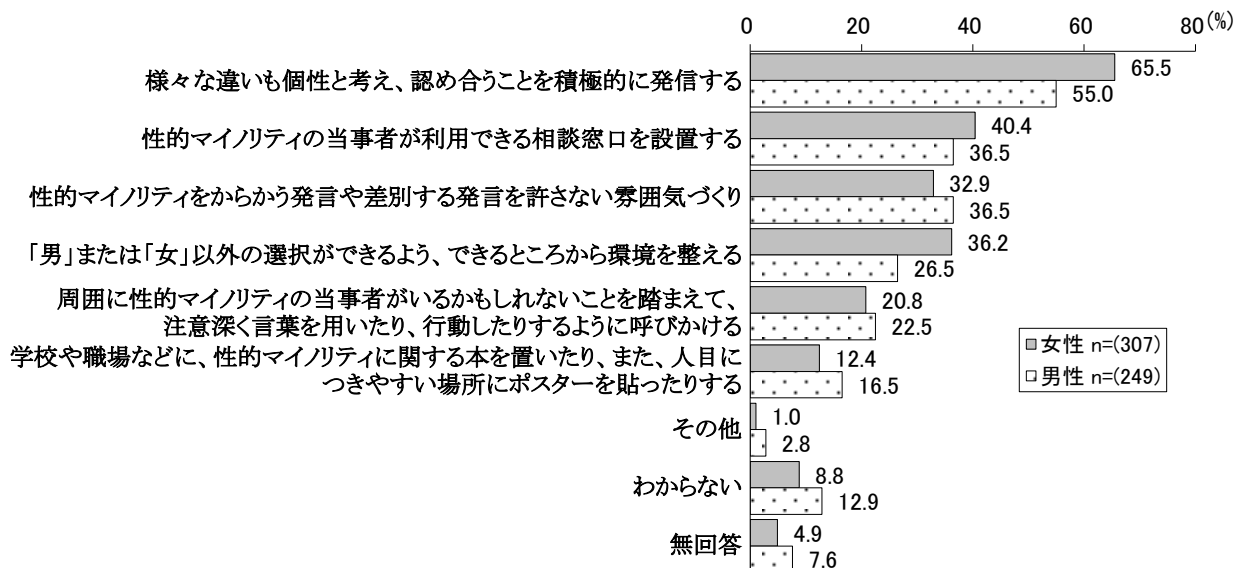 0 20 40 60 80 (%)
様々な違いも個性と考え、認め合うことを積極的に発信する
65.5
55.0
性的マイノリティの当事者が利用できる相談窓口を設置する
40.4
36.5
性的マイノリティをからかう発言や差別する発言を許さない雰囲気づくり
32.9
36.5
「男」または「女」以外の選択ができるよう、できるところから環境を整える
36.2
26.5
周囲に性的マイノリティの当事者がいるかもしれないことを踏まえて、
注意深く言葉を用いたり、行動したりするように呼びかける
20.8
22.5
学校や職場などに、性的マイノリティに関する本を置いたり、また、人目に
つきやすい場所にポスターを貼ったりする
12.4
16.5
その他
1.0
2.8
わからない
8.8
12.9
無回答
4.9
7.6
女性 n=(307)
男性 n=(249)